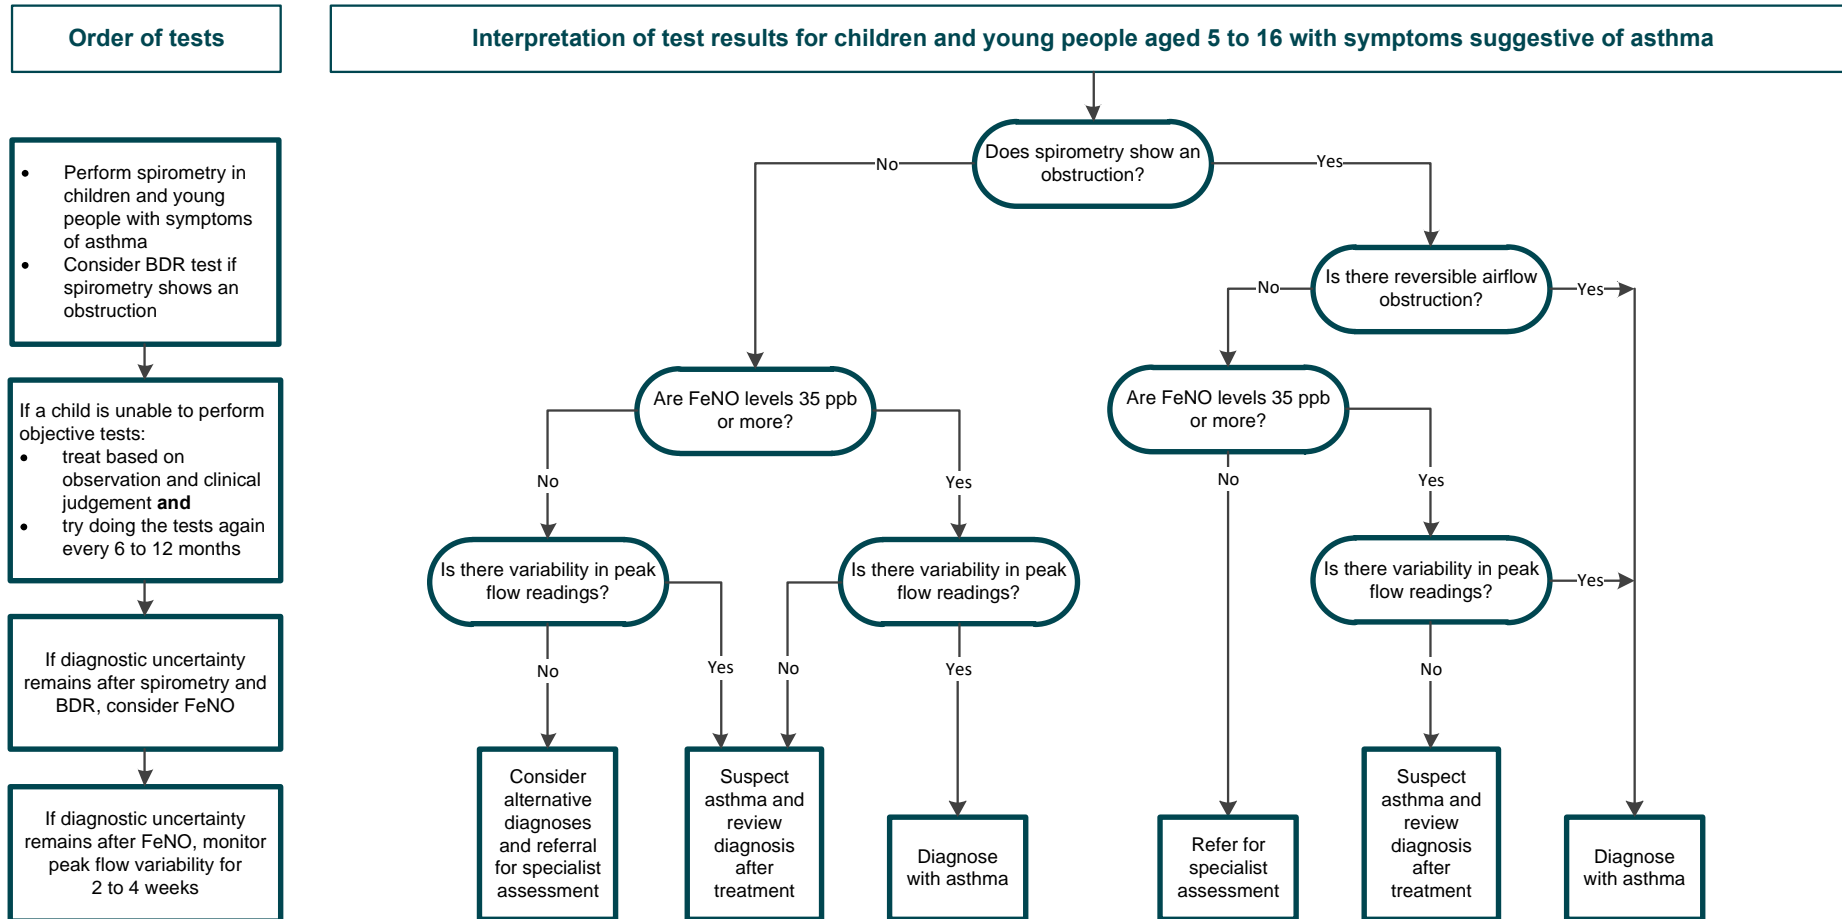 Order of tests
• Perform spirometry in
children and young
people with symptoms
of asthma
• Consider BDR test if
spirometry shows an
obstruction
If a child is unable to perform
objective tests:
• treat based on
observation and clinical
judgement and
• try doing the tests again
every 6 to 12 months
If diagnostic uncertainty
remains after spirometry and
BDR, consider FeNO
If diagnostic uncertainty
remains after FeNO, monitor
peak flow variability for
2 to 4 weeks
Interpretation of test results for children and young people aged 5 to 16 with symptoms suggestive of asthma
Does spirometry show an
obstruction?
No
Yes
Is there reversible airflow
obstruction?
No
Yes
Are FeNO levels 35 ppb
or more?
Are FeNO levels 35 ppb
or more?
No
Yes
No
Yes
Is there variability in peak
flow readings?
Is there variability in peak
flow readings?
Is there variability in peak
flow readings?
Yes
No
Yes
No
Yes
No
Consider
alternative
diagnoses
and referral
for specialist
assessment
Suspect
asthma and
review
diagnosis
after
treatment
Diagnose
with asthma
Refer for
specialist
assessment
Suspect
asthma and
review
diagnosis
after
treatment
Diagnose
with asthma